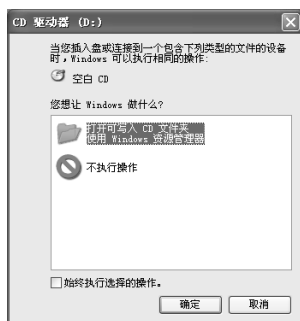 CD 驱动器 (D:)
当您插入盘或连接到一个包含下列类型的文件的设备
时，Windows 可以执行相同的操作:
空白 CD
您想让 Windows 做什么?
打开可写入 CD 文件夹
使用 Windows 资源管理器
不执行操作
始终执行选择的操作。
确定
取消